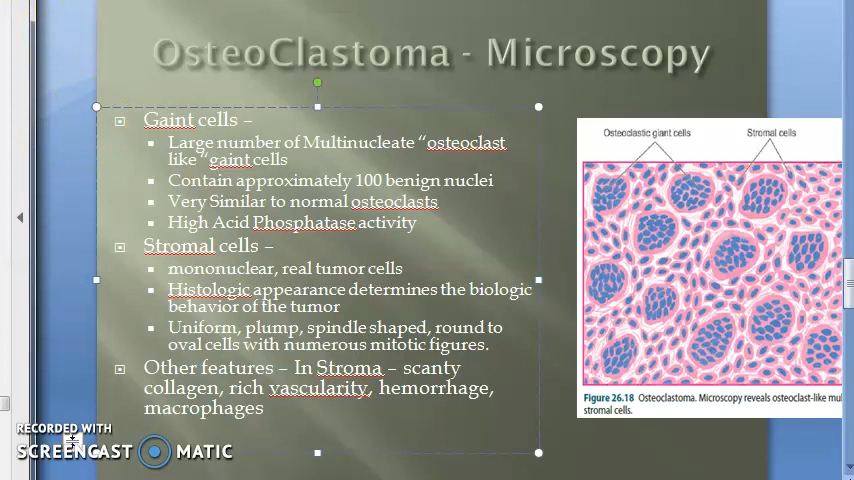 OsteoClastoma - Microscopy
Gaint cells –
Large number of Multinucleate “osteoclast
like “gaint cells
Contain approximately 100 benign nuclei
Very Similar to normal osteoclasts
High Acid Phosphatase activity
Stromal cells –
mononuclear, real tumor cells
Histologic appearance determines the biologic
behavior of the tumor
Uniform, plump, spindle shaped, round to
oval cells with numerous mitotic figures.
Other features – In Stroma – scanty
collagen, rich vascularity, hemorrhage,
macrophages
Osteoclastic giant cells
Stromal cells
Figure 26.18 Osteoclastoma. Microscopy reveals osteoclast-like
stromal cells.
RECORDED WITH
SCREENCAST MATIC